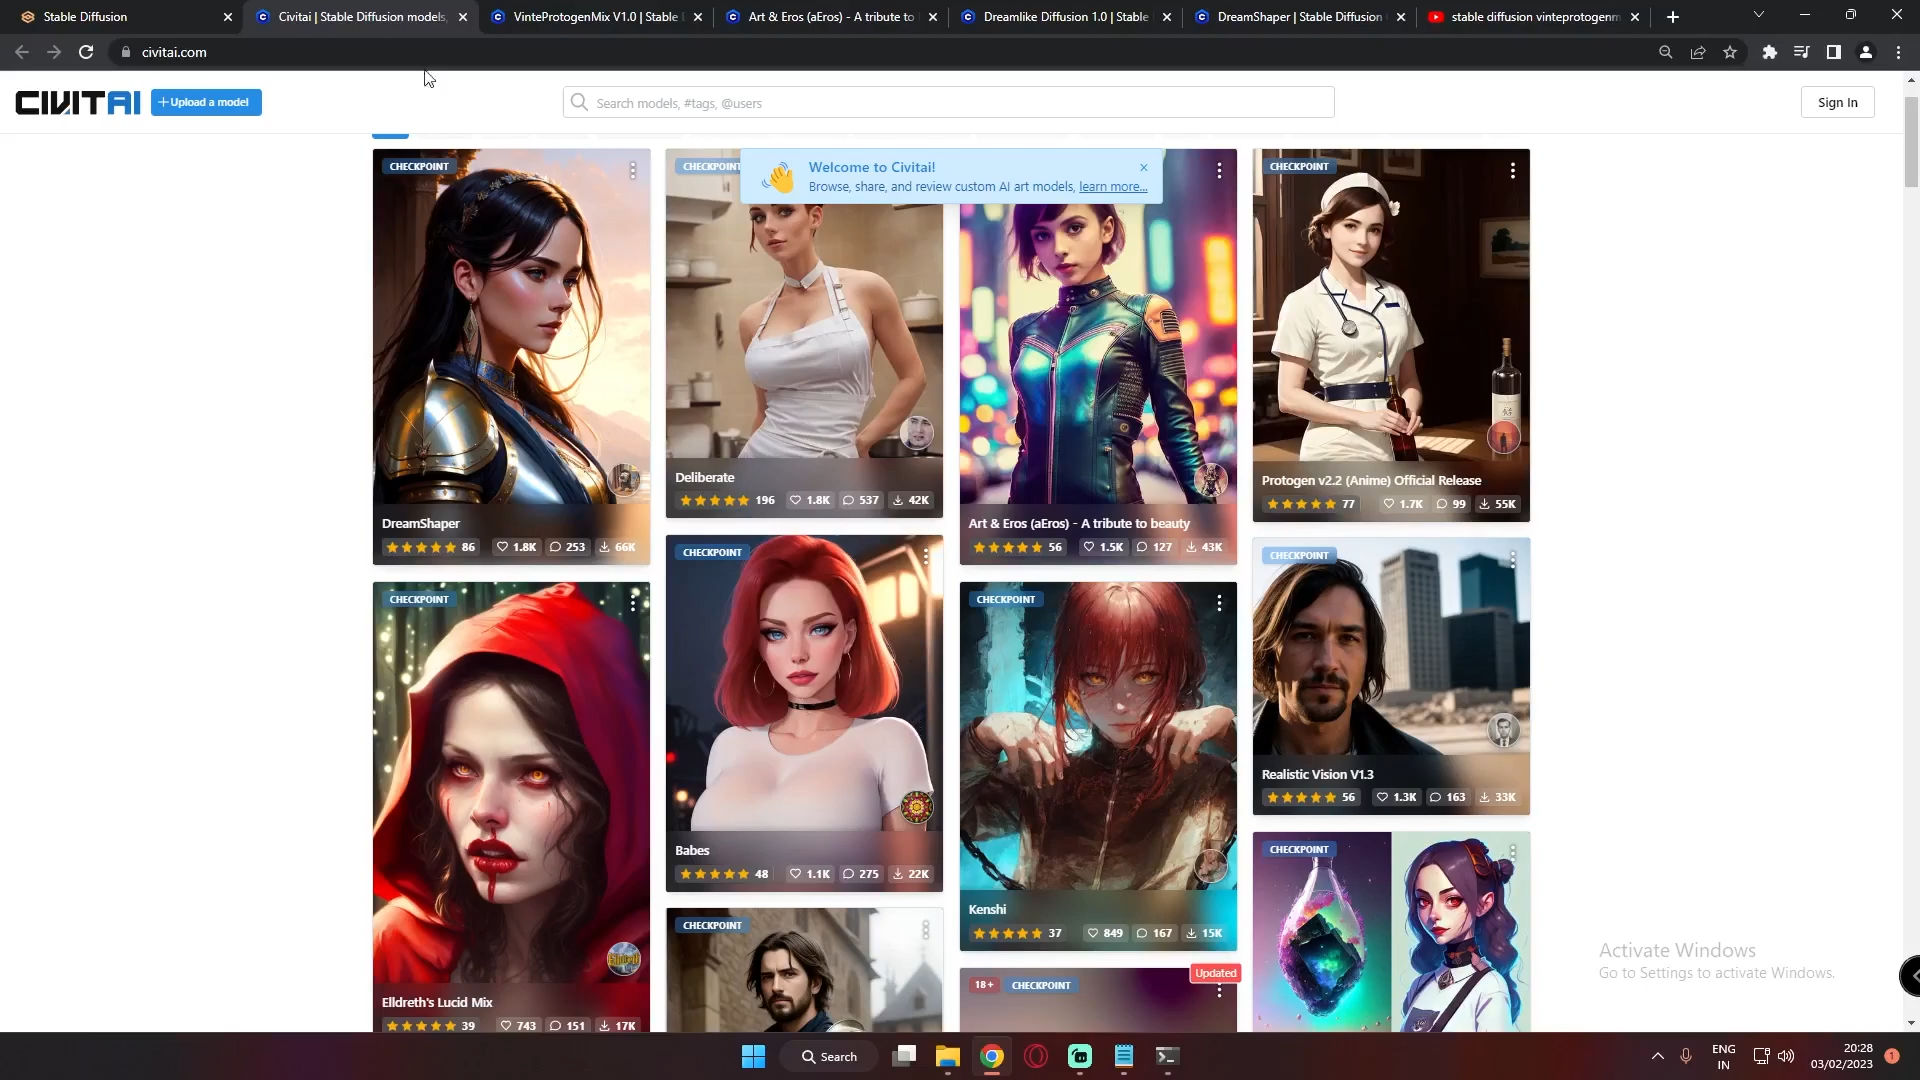 Stable Diffusion
Civitai | Stable Diffusion models,
VinteProtogenMix V1.0 | Stable
Art & Eros (aEros) - A tribute to
Dreamlike Diffusion 1.0 | Stable
DreamShaper | Stable Diffusion
stable diffusion vinteprotogenm
civitai.com
CIVITAI
+ Upload a model
Search models, #tags, @users
Sign In
Welcome to Civitai!
Browse, share, and review custom AI art models, learn more...
CHECKPOINT
DreamShaper
86 1.8K 253 66K
CHECKPOINT
Deliberate
196 1.8K 537 42K
Art & Eros (aEros) - A tribute to beauty
56 1.5K 127 43K
CHECKPOINT
Protogen v2.2 (Anime) Official Release
77 1.7K 99 55K
CHECKPOINT
Elldreth's Lucid Mix
39 743 151 17K
CHECKPOINT
Babes
48 1.1K 275 22K
CHECKPOINT
Kenshi
37 849 167 15K
CHECKPOINT
Realistic Vision V1.3
56 1.3K 163 33K
CHECKPOINT
CHECKPOINT
Updated
18+ CHECKPOINT
Activate Windows
Go to Settings to activate Windows.
Search
ENG
IN
20:28
03/02/2023
1